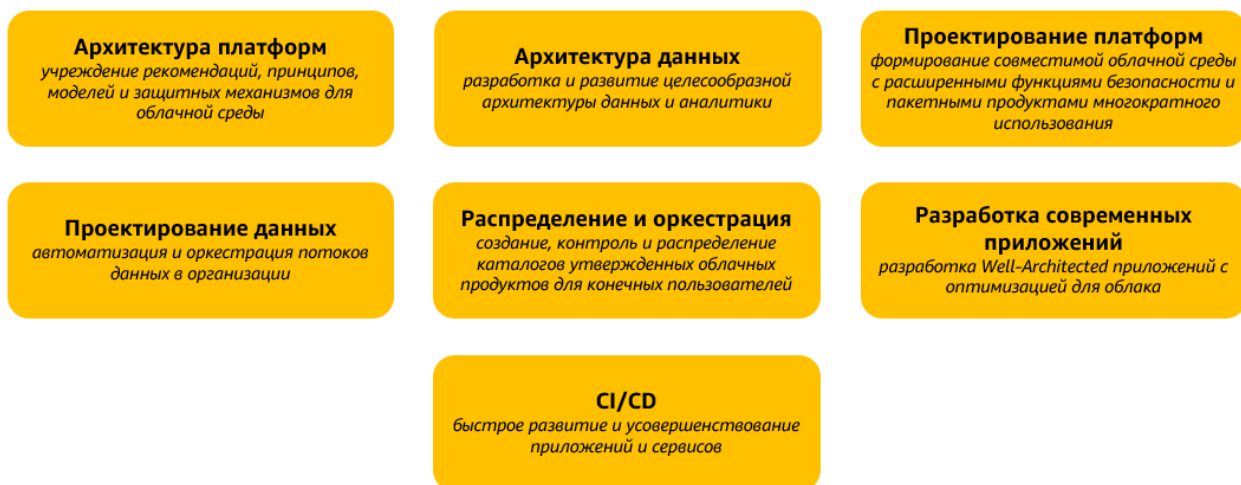 Архитектура платформ
учреждение рекомендаций, принципов,
моделей и защитных механизмов для
облачной среды
Архитектура данных
разработка и развитие целесообразной
архитектуры данных и аналитики
Проектирование платформ
формирование совместимой облачной среды
с расширенными функциями безопасности и
пакетными продуктами многократного
использования
Проектирование данных
автоматизация и оркестрация потоков
данных в организации
Распределение и оркестрация
создание, контроль и распределение
каталогов утвержденных облачных
продуктов для конечных пользователей
Разработка современных
приложений
разработка Well-Architected приложений с
оптимизацией для облака
CI/CD
быстрое развитие и усовершенствование
приложений и сервисов